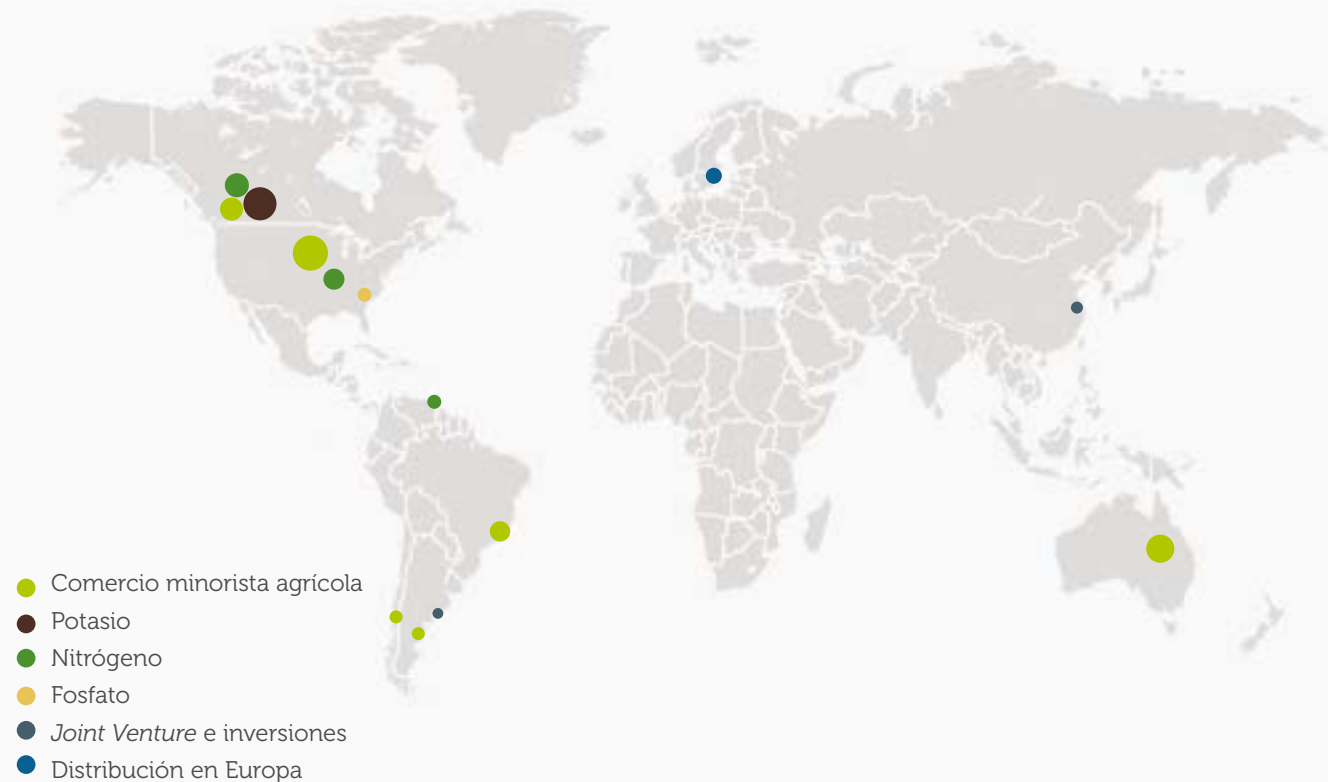 Comercio minorista agrícola
Potasio
Nitrógeno
Fosfato
Joint Venture e inversiones
Distribución en Europa